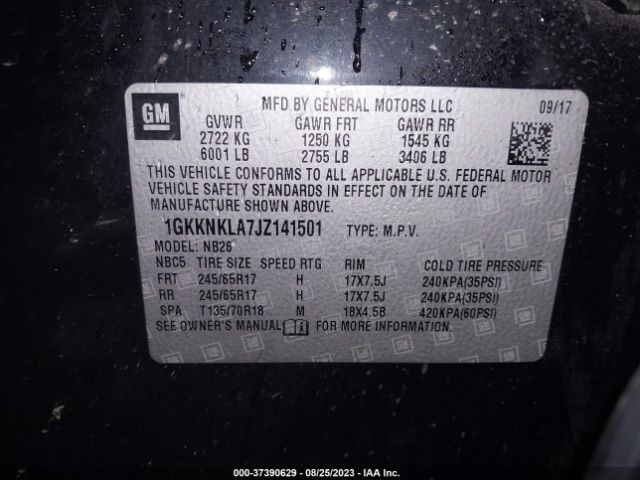 GM
MFD BY GENERAL MOTORS LLC 09/17
GVWR GAWR FRT GAWR RR
2722 KG 1250 KG 1545 KG
6001 LB 2755 LB 3406 LB
THIS VEHICLE CONFORMS TO ALL APPLICABLE U.S. FEDERAL MOTOR
VEHICLE SAFETY STANDARDS IN EFFECT ON THE DATE OF
MANUFACTURE SHOWN ABOVE.
1GKKNKLA7JZ141501 TYPE: M.P.V.
MODEL: NB26
NBC5 TIRE SIZE SPEED RTG RIM COLD TIRE PRESSURE
FRT 245/65R17 H 17X7.5J 240KPA(35PSI)
RR 245/65R17 H 17X7.5J 240KPA(35PSI)
SPA T135/70R18 M 18X4.5B 420KPA(60PSI)
SEE OWNER'S MANUAL FOR MORE INFORMATION.
000-37390629 - 08/25/2023 - IAA Inc.